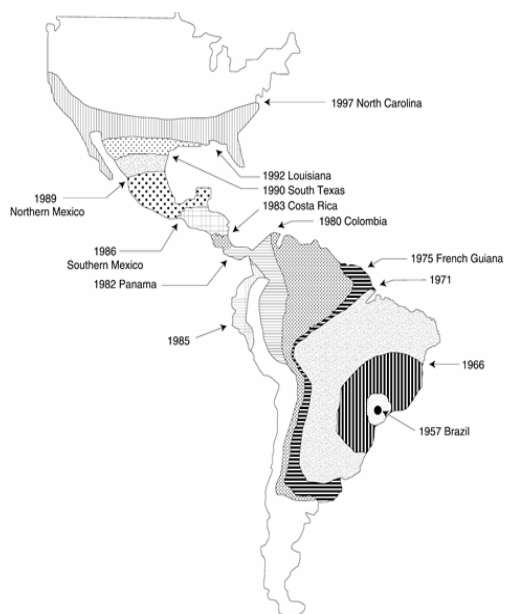 1997 North Carolina
1992 Louisiana
1990 South Texas
1989
Northern Mexico
1983 Costa Rica
1980 Colombia
1986
Southern Mexico
1975 French Guiana
1971
1982 Panama
1985
1966
1957 Brazil